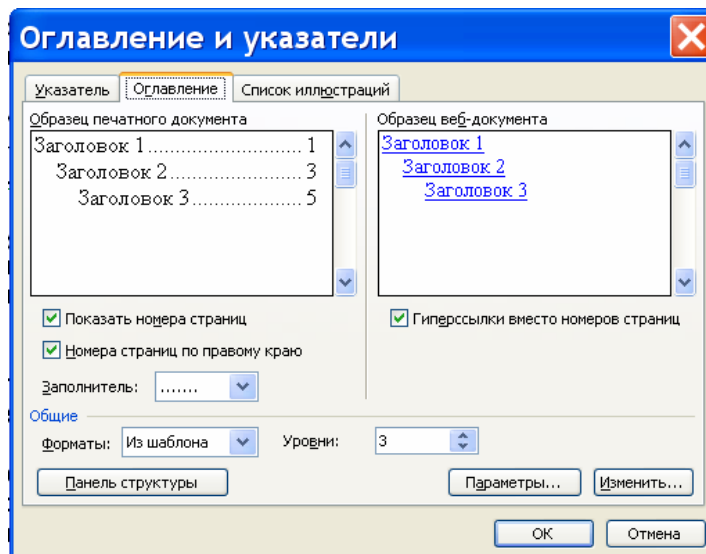 Оглавление и указатели
Указатель Оглавление Список иллюстраций
Образец печатного документа Образец веб-документа
Заголовок 1........................ 1
Заголовок 2..................... 3
Заголовок 3.................. 5
Заголовок 1
Заголовок 2
Заголовок 3
Показать номера страниц Гиперссылки вместо номеров страниц
Номера страниц по правому краю
Заполнитель: .......
Общие
Форматы: Из шаблона Уровни: 3
Панель структуры Параметры... Изменить...
ОК Отмена